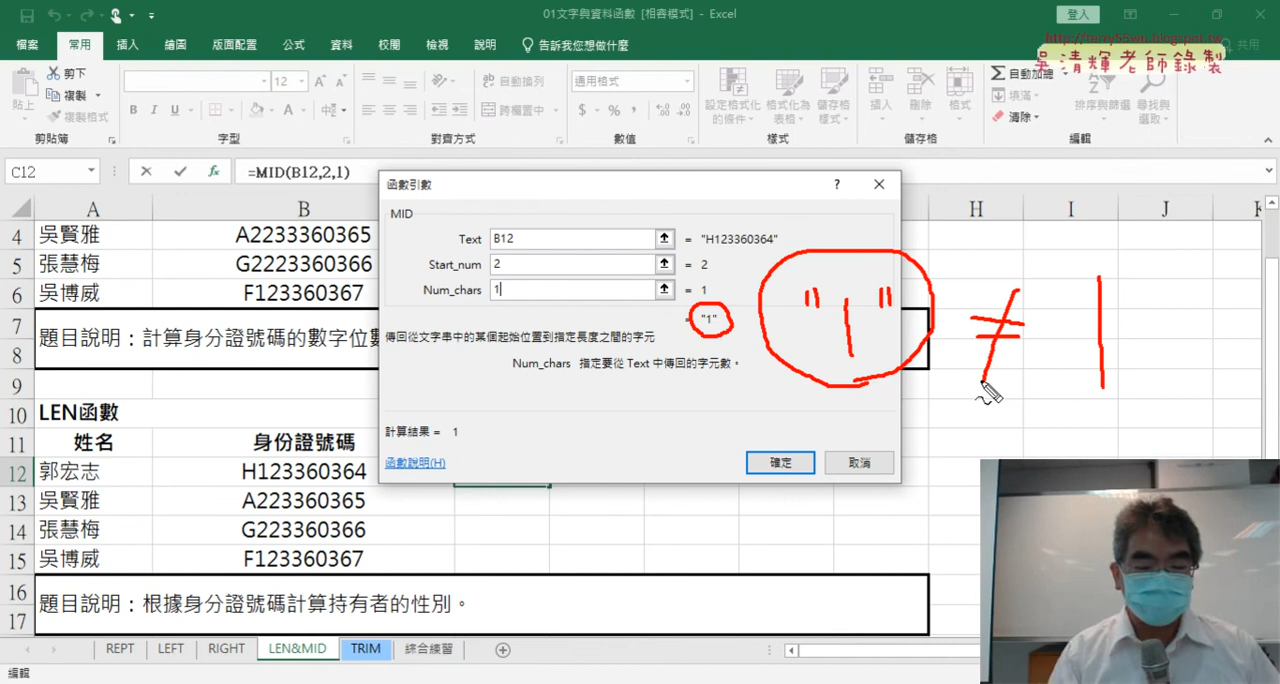 01文字與資料函數 [相容模式] - Excel
登入
http://terry55wu.blogspot.tw
吳清輝老師錄製
檔案 常用 插入 繪圖 版面配置 公式 資料 校閱 檢視 說明 告訴我您想做什麼 共用
剪下
複製
複製格式
貼上
剪貼簿
12
B I U A 中
字型
自動換列
跨欄置中
對齊方式
通用格式
$ % ,
數值
設定格式化的條件
格式化為表格
儲存格樣式
樣式
插入 刪除 格式
儲存格
自動加總
填滿
清除
排序與篩選
尋找與選取
編輯
C12 fx =MID(B12,2,1)
A B H I J K
4 吳賢雅 A2233360365
5 張慧梅 G2223360366
6 吳博威 F123360367
7 題目說明：計算身分證號碼的數字位數
8
9
10 LEN函數
11 姓名 身份證號碼
12 郭宏志 H123360364
13 吳賢雅 A223360365
14 張慧梅 G223360366
15 吳博威 F123360367
16 題目說明：根據身分證號碼計算持有者的性別。
17
函數引數 ?
MID
Text B12 = "H123360364"
Start_num 2 = 2
Num_chars 1 = 1
= "1"
傳回從文字串中的某個起始位置到指定長度之間的字元
Num_chars 指定要從 Text 中傳回的字元數。
計算結果 = 1
函數說明(H) 確定 取消
"1" ≠ 1
REPT LEFT RIGHT LEN&MID TRIM 綜合練習
編輯